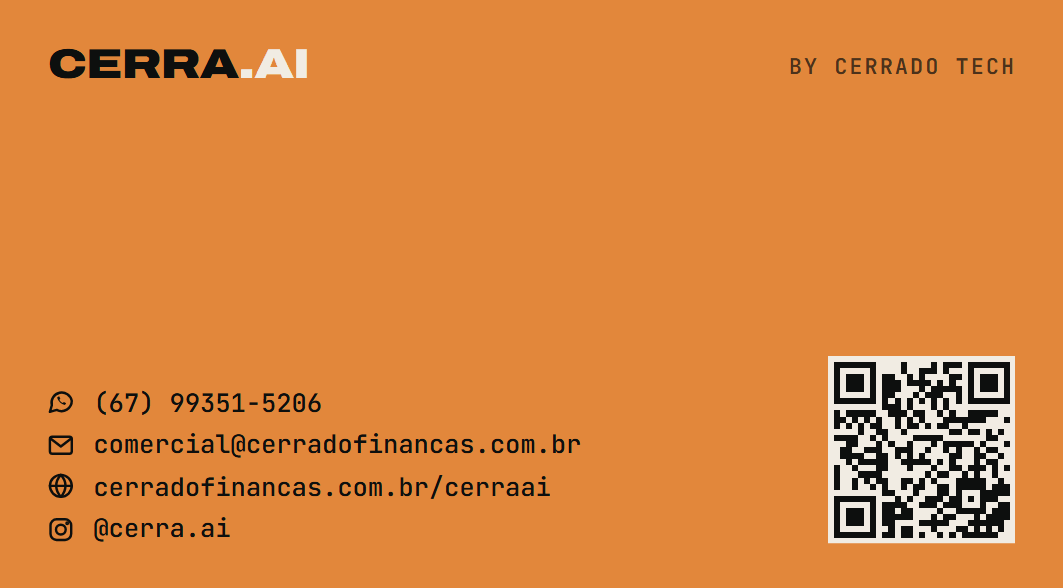 CERRA.AI
BY CERRADO TECH
(67) 99351-5206
comercial@cerradofinancas.com.br
cerradofinancas.com.br/cerraai
@cerra.ai